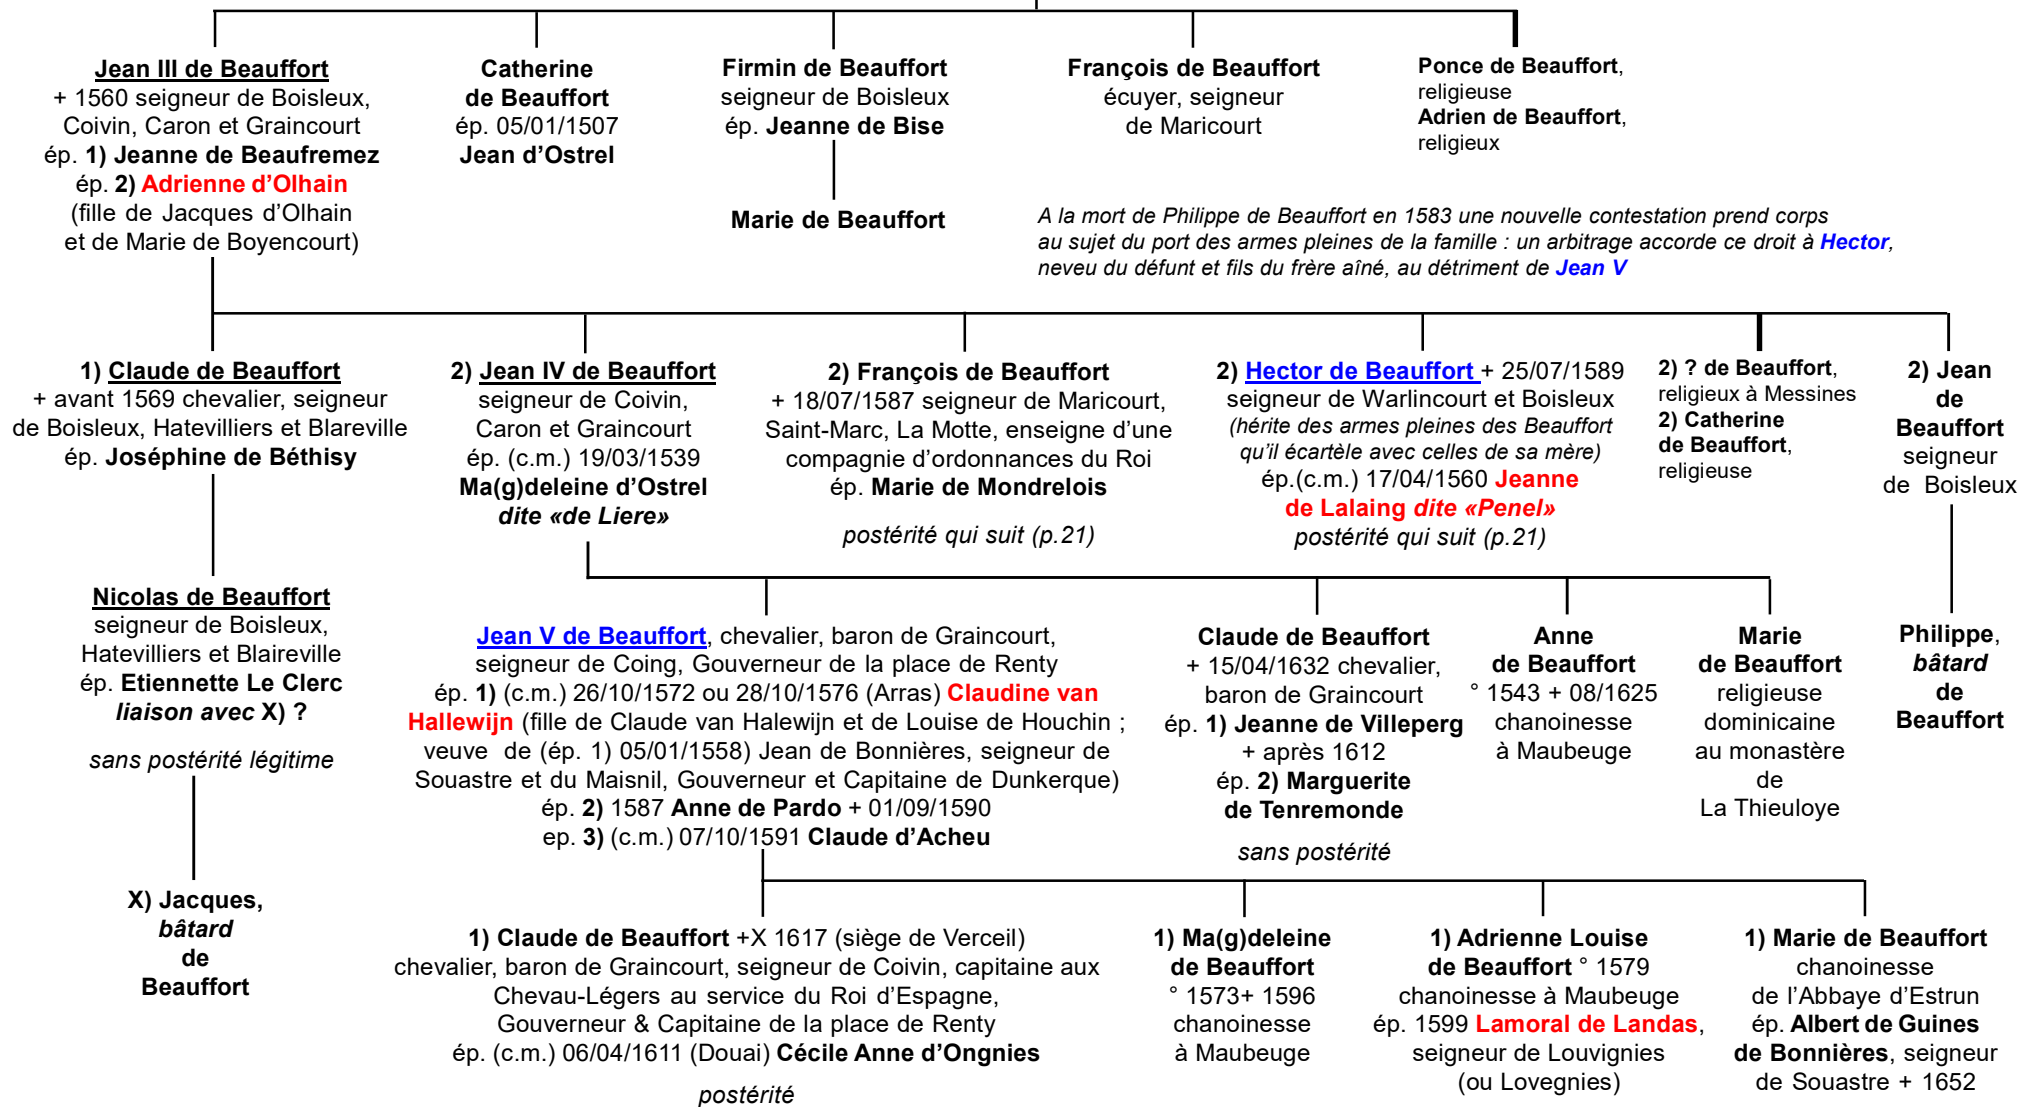 Jean III de Beauffort
+ 1560 seigneur de Boisleux,
Coivin, Caron et Graincourt
ép. 1) Jeanne de Beaufremez
ép. 2) Adrienne d’Olhain
(fille de Jacques d’Olhain
et de Marie de Boyencourt)
Catherine
de Beauffort
ép. 05/01/1507
Jean d’Ostrel
Firmin de Beauffort
seigneur de Boisleux
ép. Jeanne de Bise
Marie de Beauffort
François de Beauffort
écuyer, seigneur
de Maricourt
Ponce de Beauffort,
religieuse
Adrien de Beauffort,
religieux
A la mort de Philippe de Beauffort en 1583 une nouvelle contestation prend corps
au sujet du port des armes pleines de la famille : un arbitrage accorde ce droit à Hector,
neveu du défunt et fils du frère aîné, au détriment de Jean V
1) Claude de Beauffort
+ avant 1569 chevalier, seigneur
de Boisleux, Hatevilliers et Blareville
ép. Joséphine de Béthisy
2) Jean IV de Beauffort
seigneur de Coivin,
Caron et Graincourt
ép. (c.m.) 19/03/1539
Ma(g)deleine d’Ostrel
dite «de Liere»
2) François de Beauffort
+ 18/07/1587 seigneur de Maricourt,
Saint-Marc, La Motte, enseigne d’une
compagnie d’ordonnances du Roi
ép. Marie de Mondrelois
postérité qui suit (p.21)
2) Hector de Beauffort + 25/07/1589
seigneur de Warlincourt et Boisleux
(hérite des armes pleines des Beauffort
qu’il écartèle avec celles de sa mère)
ép.(c.m.) 17/04/1560 Jeanne
de Lalaing dite «Penel»
postérité qui suit (p.21)
2) ? de Beauffort,
religieux à Messines
2) Catherine
de Beauffort,
religieuse
2) Jean
de
Beauffort
seigneur
de Boisleux
Nicolas de Beauffort
seigneur de Boisleux,
Hatevilliers et Blaireville
ép. Etiennette Le Clerc
liaison avec X) ?
sans postérité légitime
Jean V de Beauffort, chevalier, baron de Graincourt,
seigneur de Coing, Gouverneur de la place de Renty
ép. 1) (c.m.) 26/10/1572 ou 28/10/1576 (Arras) Claudine van
Hallewijn (fille de Claude van Halewijn et de Louise de Houchin ;
veuve de (ép. 1) 05/01/1558) Jean de Bonnières, seigneur de
Souastre et du Maisnil, Gouverneur et Capitaine de Dunkerque)
ép. 2) 1587 Anne de Pardo + 01/09/1590
ep. 3) (c.m.) 07/10/1591 Claude d’Acheu
Claude de Beauffort
+ 15/04/1632 chevalier,
baron de Graincourt
ép. 1) Jeanne de Villeperg
+ après 1612
ép. 2) Marguerite
de Tenremonde
sans postérité
Anne
de Beauffort
° 1543 + 08/1625
chanoinesse
à Maubeuge
Marie
de Beauffort
religieuse
dominicaine
au monastère
de
La Thieuloye
Philippe,
bâtard
de
Beauffort
X) Jacques,
bâtard
de
Beauffort
1) Claude de Beauffort +X 1617 (siège de Verceil)
chevalier, baron de Graincourt, seigneur de Coivin, capitaine aux
Chevau-Légers au service du Roi d’Espagne,
Gouverneur & Capitaine de la place de Renty
ép. (c.m.) 06/04/1611 (Douai) Cécile Anne d’Ongnies
postérité
1) Ma(g)deleine
de Beauffort
° 1573+ 1596
chanoinesse
à Maubeuge
1) Adrienne Louise
de Beauffort ° 1579
chanoinesse à Maubeuge
ép. 1599 Lamoral de Landas,
seigneur de Louvignies
(ou Lovegnies)
1) Marie de Beauffort
chanoinesse
de l’Abbaye d’Estrun
ép. Albert de Guines
de Bonnières, seigneur
de Souastre + 1652